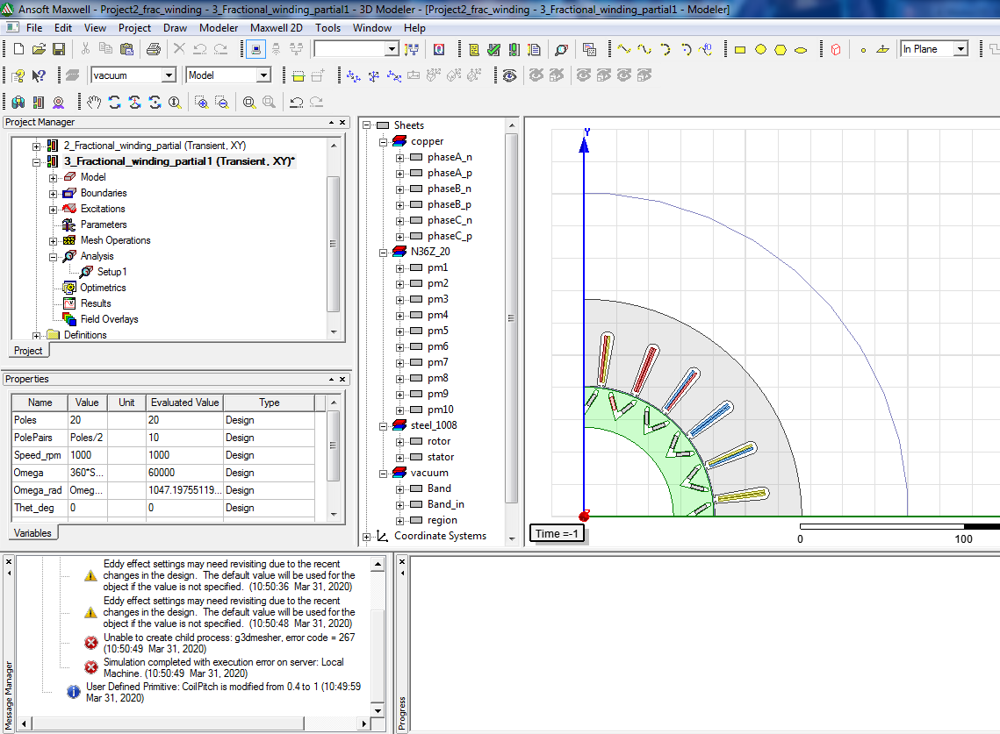 Ansoft Maxwell - Project2_frac_winding - 3_Fractional_winding_partial1 - 3D Modeler - [Project2_frac_winding - 3_Fractional_winding_partial1 - Modeler]
File Edit View Project Draw Modeler Maxwell 2D Tools Window Help
In Plane
vacuum Model
Project Manager
2_Fractional_winding_partial (Transient, XY)
3_Fractional_winding_partial1 (Transient, XY)*
Model
Boundaries
Excitations
Parameters
Mesh Operations
Analysis
Setup1
Optimetrics
Results
Field Overlays
Definitions
Project
Properties
Name Value Unit Evaluated Value Type
Poles 20 20 Design
PolePairs Poles/2 10 Design
Speed_rpm 1000 1000 Design
Omega 360*S... 60000 Design
Omega_rad Omeg... 1047.19755119... Design
Thet_deg 0 0 Design
Variables
Sheets
copper
phaseA_n
phaseA_p
phaseB_n
phaseB_p
phaseC_n
phaseC_p
N36Z_20
pm1
pm2
pm3
pm4
pm5
pm6
pm7
pm8
pm9
pm10
steel_1008
rotor
stator
vacuum
Band
Band_in
region
Coordinate Systems
Y
Time =-1
0 100
Eddy effect settings may need revisiting due to the recent
changes in the design. The default value will be used for the
object if the value is not specified. (10:50:36 Mar 31, 2020)
Eddy effect settings may need revisiting due to the recent
changes in the design. The default value will be used for the
object if the value is not specified. (10:50:48 Mar 31, 2020)
Unable to create child process: g3dmesher, error code = 267
(10:50:49 Mar 31, 2020)
Simulation completed with execution error on server: Local
Machine. (10:50:49 Mar 31, 2020)
User Defined Primitive: CoilPitch is modified from 0.4 to 1 (10:49:59
Mar 31, 2020)
Message Manager
Progress